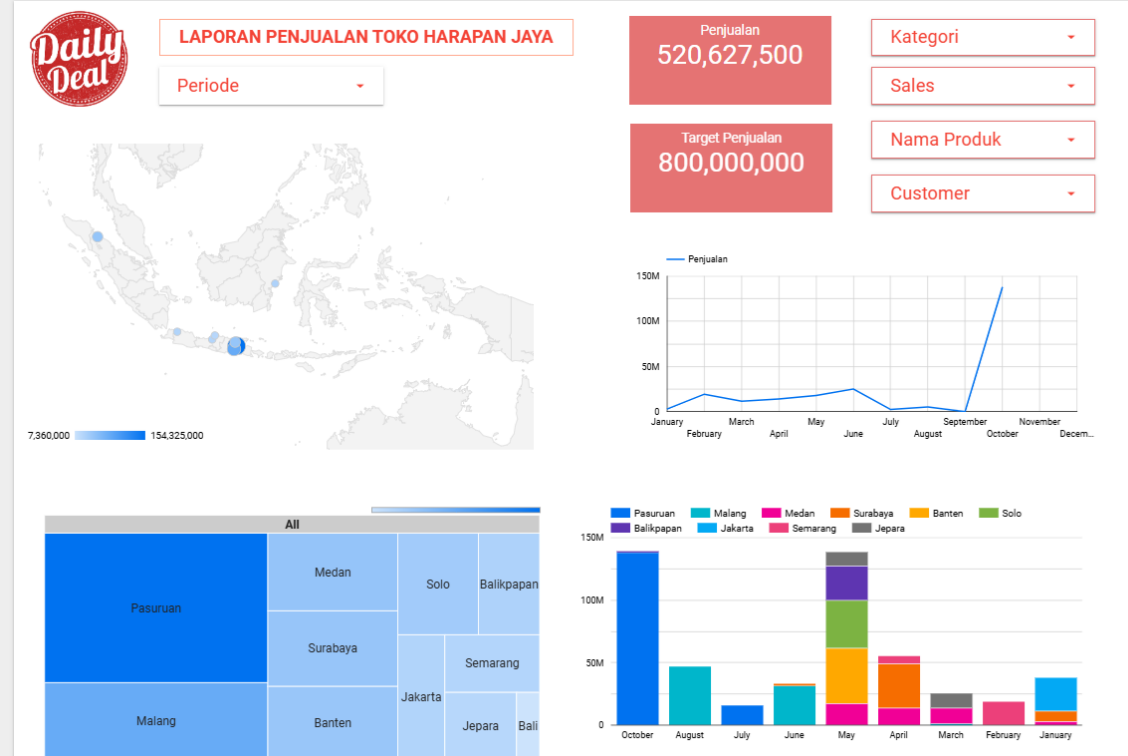 Daily
Deal
LAPORAN PENJUALAN TOKO HARAPAN JAYA
Periode
Penjualan
520,627,500
Target Penjualan
800,000,000
Kategori
Sales
Nama Produk
Customer
7,360,000 154,325,000
Penjualan
150M
100M
50M
0
January February March April May June July August September October November Decem...
All
Pasuruan
Malang
Medan
Surabaya
Banten
Solo
Balikpapan
Jakarta
Semarang
Jepara
Bali
Pasuruan Malang Medan Surabaya Banten Solo
Balikpapan Jakarta Semarang Jepara
150M
100M
50M
0
October August July June May April March February January